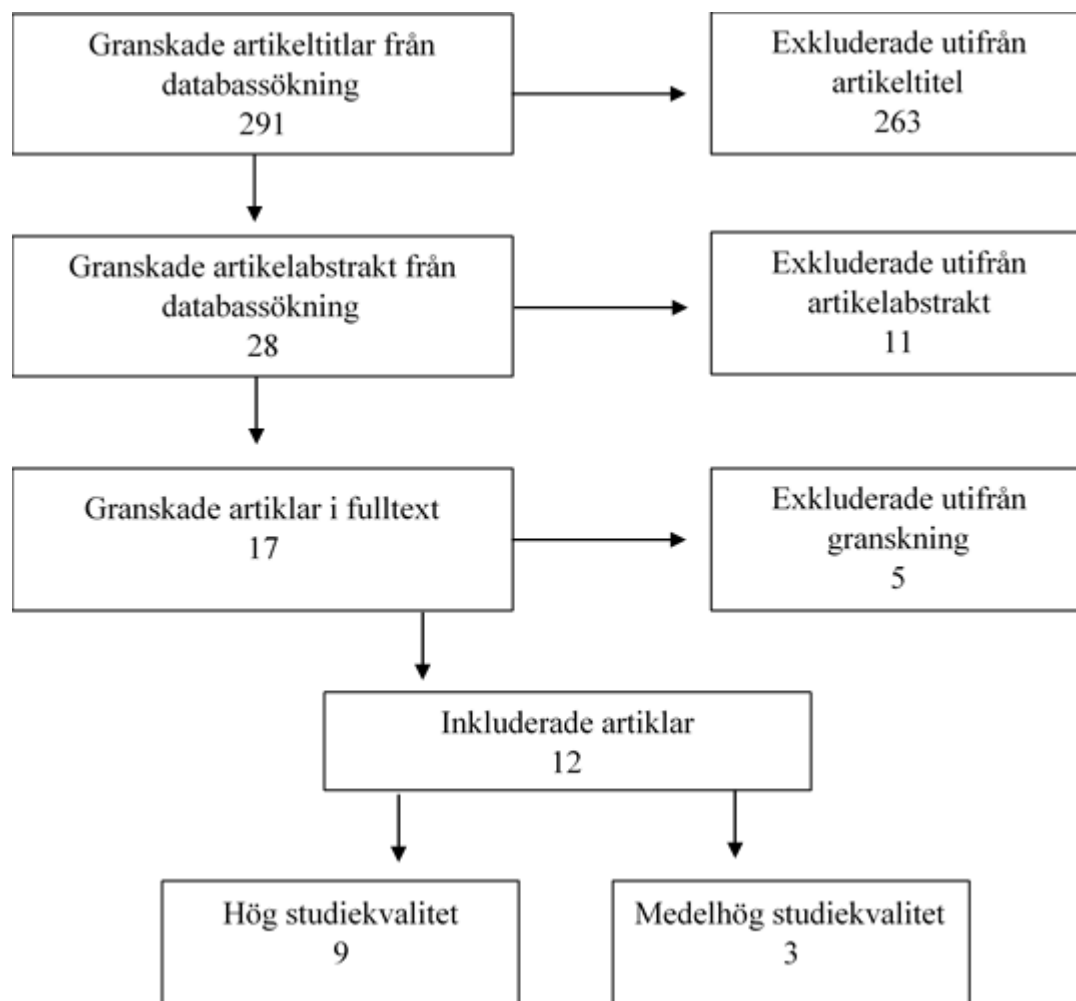 Granskade artikeltitlar från
databassökning
291
Exkluderade utifrån
artikeltitel
263
Granskade artikelabstrakt från
databassökning
28
Exkluderade utifrån
artikelabstrakt
11
Granskade artiklar i fulltext
17
Exkluderade utifrån
granskning
5
Inkluderade artiklar
12
Hög studiekvalitet
9
Medelhög studiekvalitet
3